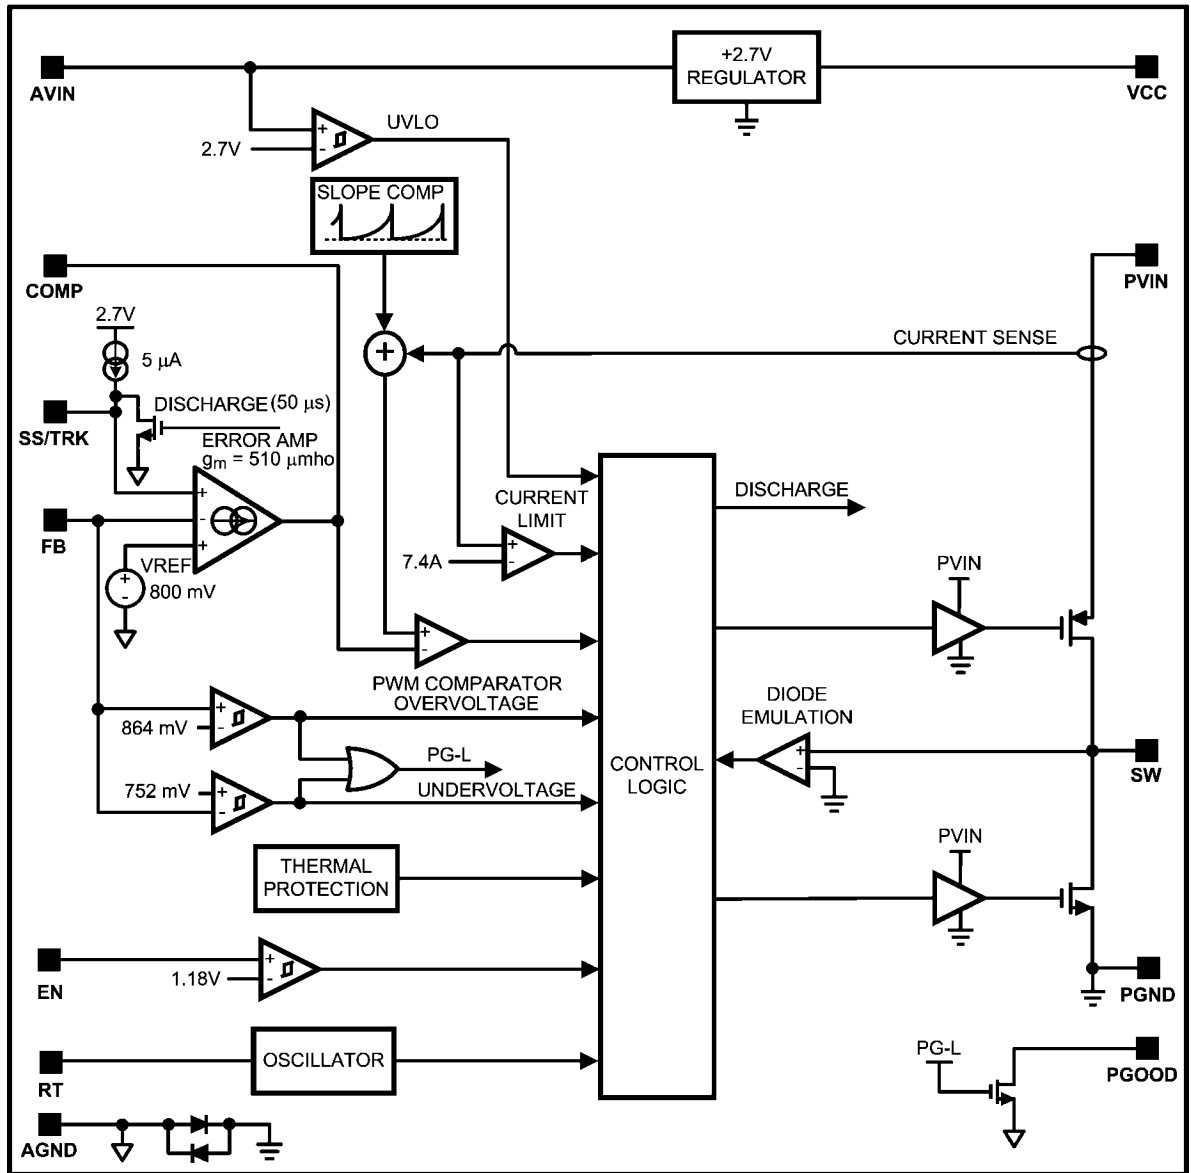 +2.7V
REGULATOR
AVIN
VCC
UVLO
+
-
2.7V
SLOPE COMP
COMP
PVIN
2.7V
CURRENT SENSE
+
5 μA
DISCHARGE (50 μs)
SS/TRK
ERROR AMP
gm = 510 μmho
+
-
+
FB
CURRENT
LIMIT
DISCHARGE
+
-
7.4A
VREF
800 mV
+
-
PVIN
+
-
PWM COMPARATOR
OVERVOLTAGE
DIODE
EMULATION
+
-
864 mV
PG-L
CONTROL
LOGIC
+
-
SW
752 mV
+
-
UNDERVOLTAGE
PVIN
THERMAL
PROTECTION
+
-
1.18V
EN
PGND
OSCILLATOR
RT
PG-L
PGOOD
AGND